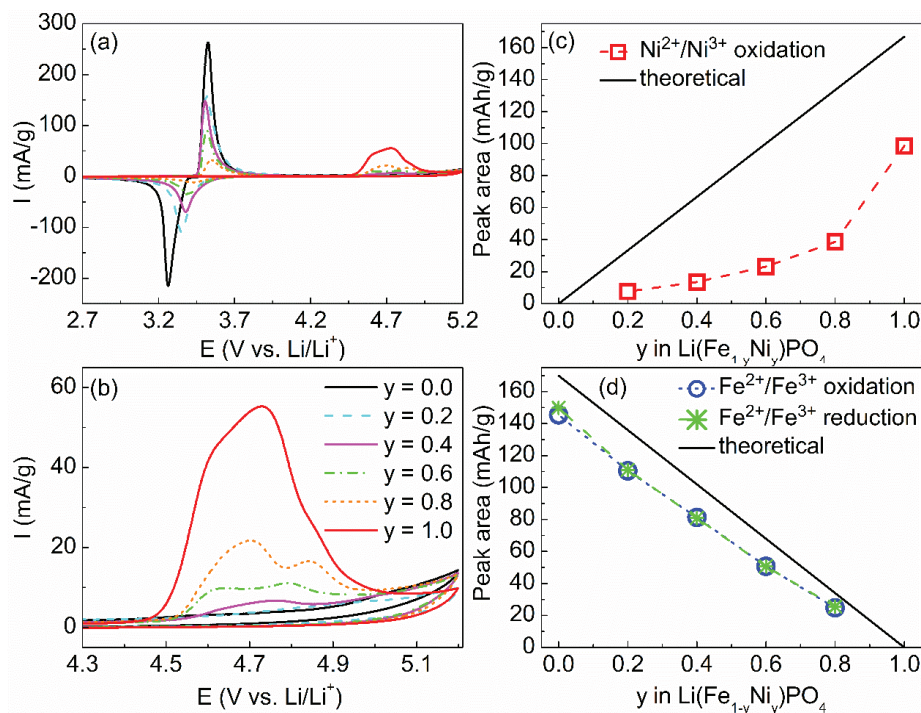 (a)
I (mA/g)
300
200
100
0
-100
-200
2.7 3.2 3.7 4.2 4.7 5.2
E (V vs. Li/Li⁺)
(c)
Ni²⁺/Ni³⁺ oxidation
theoretical
Peak area (mAh/g)
160
140
120
100
80
60
40
20
0
0.0 0.2 0.4 0.6 0.8 1.0
y in Li(Fe₁₋yNiy)PO₄
(b)
I (mA/g)
60
40
20
0
4.3 4.5 4.7 4.9 5.1
E (V vs. Li/Li⁺)
y = 0.0
y = 0.2
y = 0.4
y = 0.6
y = 0.8
y = 1.0
(d)
Fe²⁺/Fe³⁺ oxidation
Fe²⁺/Fe³⁺ reduction
theoretical
Peak area (mAh/g)
160
140
120
100
80
60
40
20
0
0.0 0.2 0.4 0.6 0.8 1.0
y in Li(Fe₁₋yNiy)PO₄